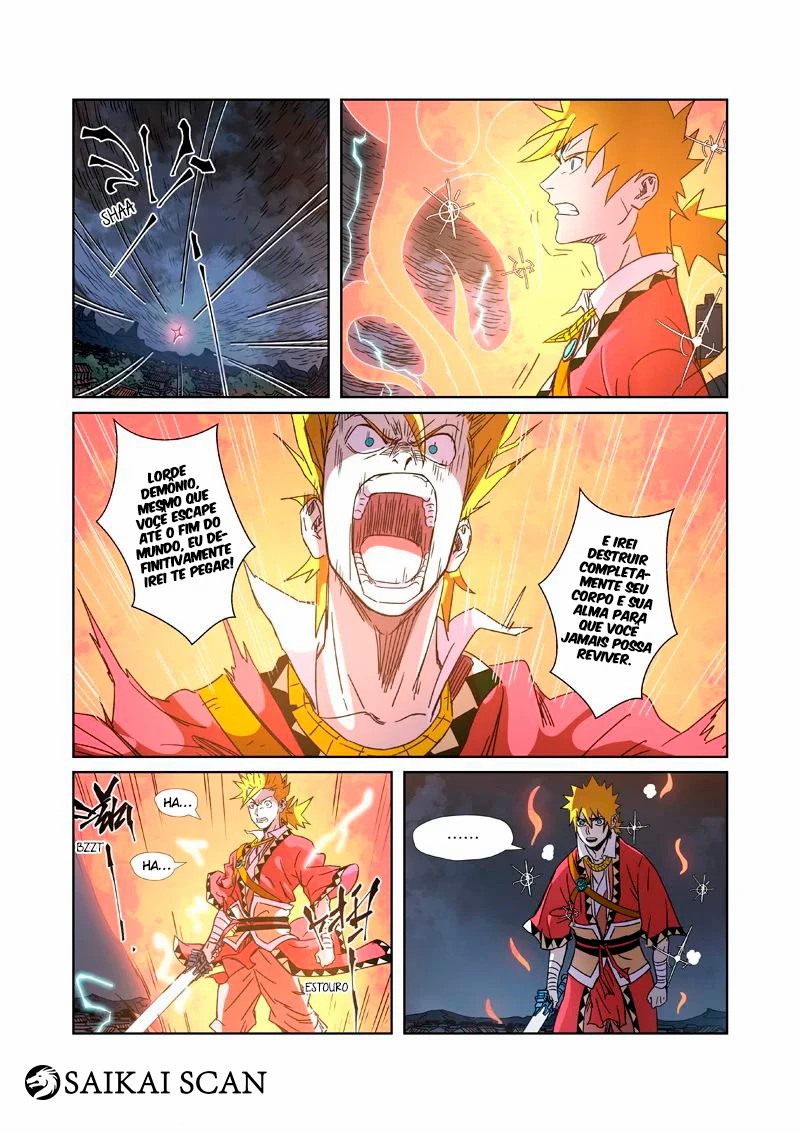 SHAA
LORDE
DEMÔNIO,
MESMO QUE
VOCÊ ESCAPE
ATÉ O FIM DO
MUNDO, EU DE-
FINITIVAMENTE
IREI TE PEGAR!
E IREI
DESTRUIR
COMPLETA-
MENTE SEU
CORPO E SUA
ALMA PARA
QUE VOCÊ
JAMAIS POSSA
REVIVER.
HA...
BZZT
HA...
ESTOURO
......
SAIKAI SCAN